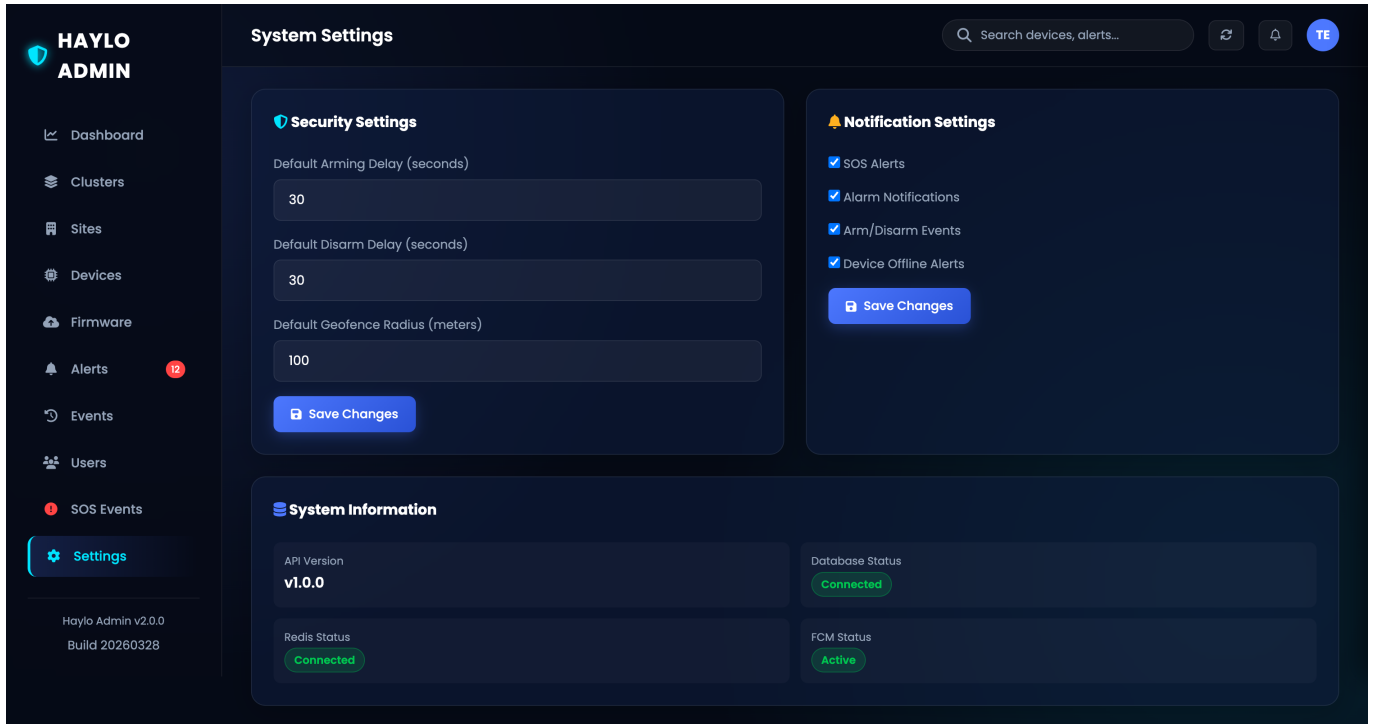 HAYLO
ADMIN
Dashboard
Clusters
Sites
Devices
Firmware
Alerts 12
Events
Users
SOS Events
Settings
Haylo Admin v2.0.0
Build 20260328
System Settings
Search devices, alerts...
TE
Security Settings
Default Arming Delay (seconds)
30
Default Disarm Delay (seconds)
30
Default Geofence Radius (meters)
100
Save Changes
Notification Settings
SOS Alerts
Alarm Notifications
Arm/Disarm Events
Device Offline Alerts
Save Changes
System Information
API Version
v1.0.0
Database Status
Connected
Redis Status
Connected
FCM Status
Active